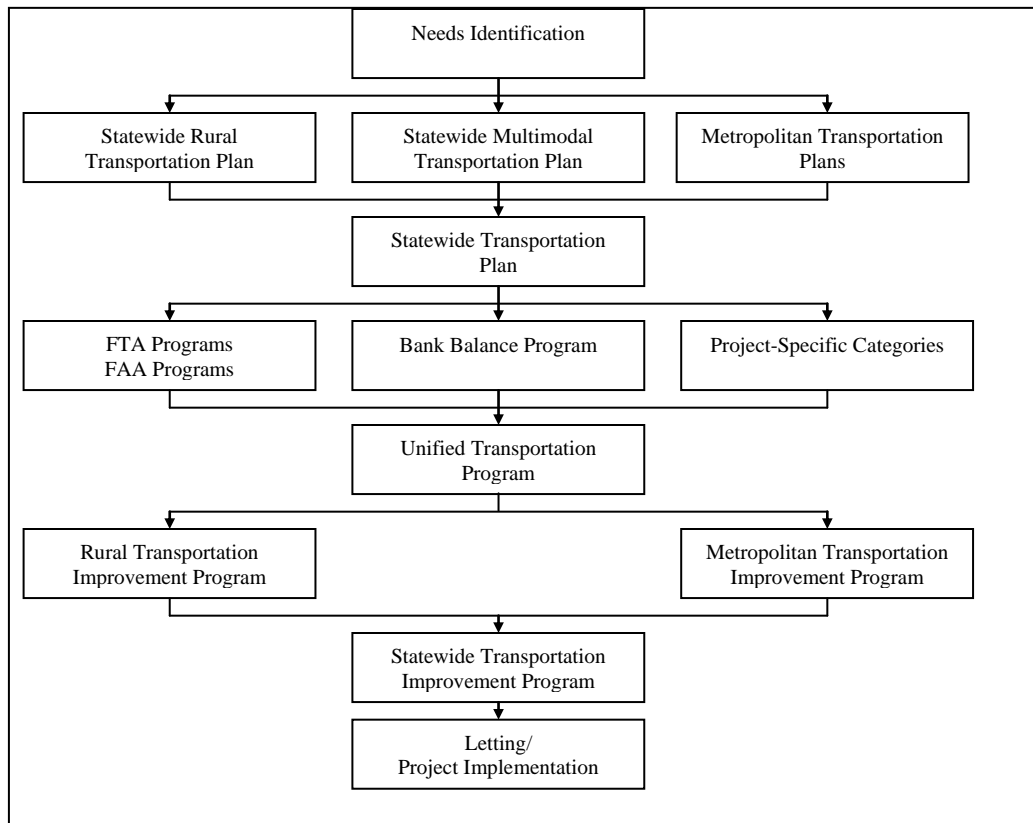 Needs Identification
Statewide Rural
Transportation Plan
Statewide Multimodal
Transportation Plan
Metropolitan Transportation
Plans
Statewide Transportation
Plan
FTA Programs
FAA Programs
Bank Balance Program
Project-Specific Categories
Unified Transportation
Program
Rural Transportation
Improvement Program
Metropolitan Transportation
Improvement Program
Statewide Transportation
Improvement Program
Letting/
Project Implementation